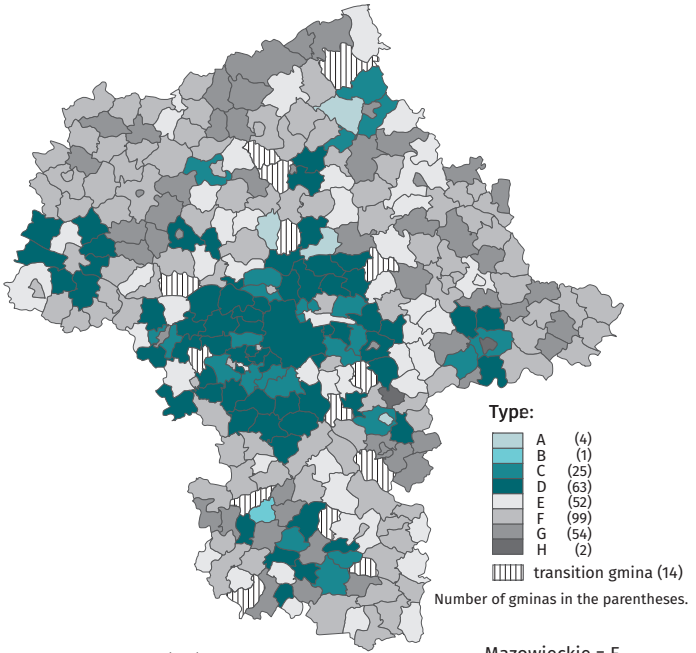 Type:
A (4)
B (1)
C (25)
D (63)
E (52)
F (99)
G (54)
H (2)
transition gmina (14)
Number of gminas in the parentheses.